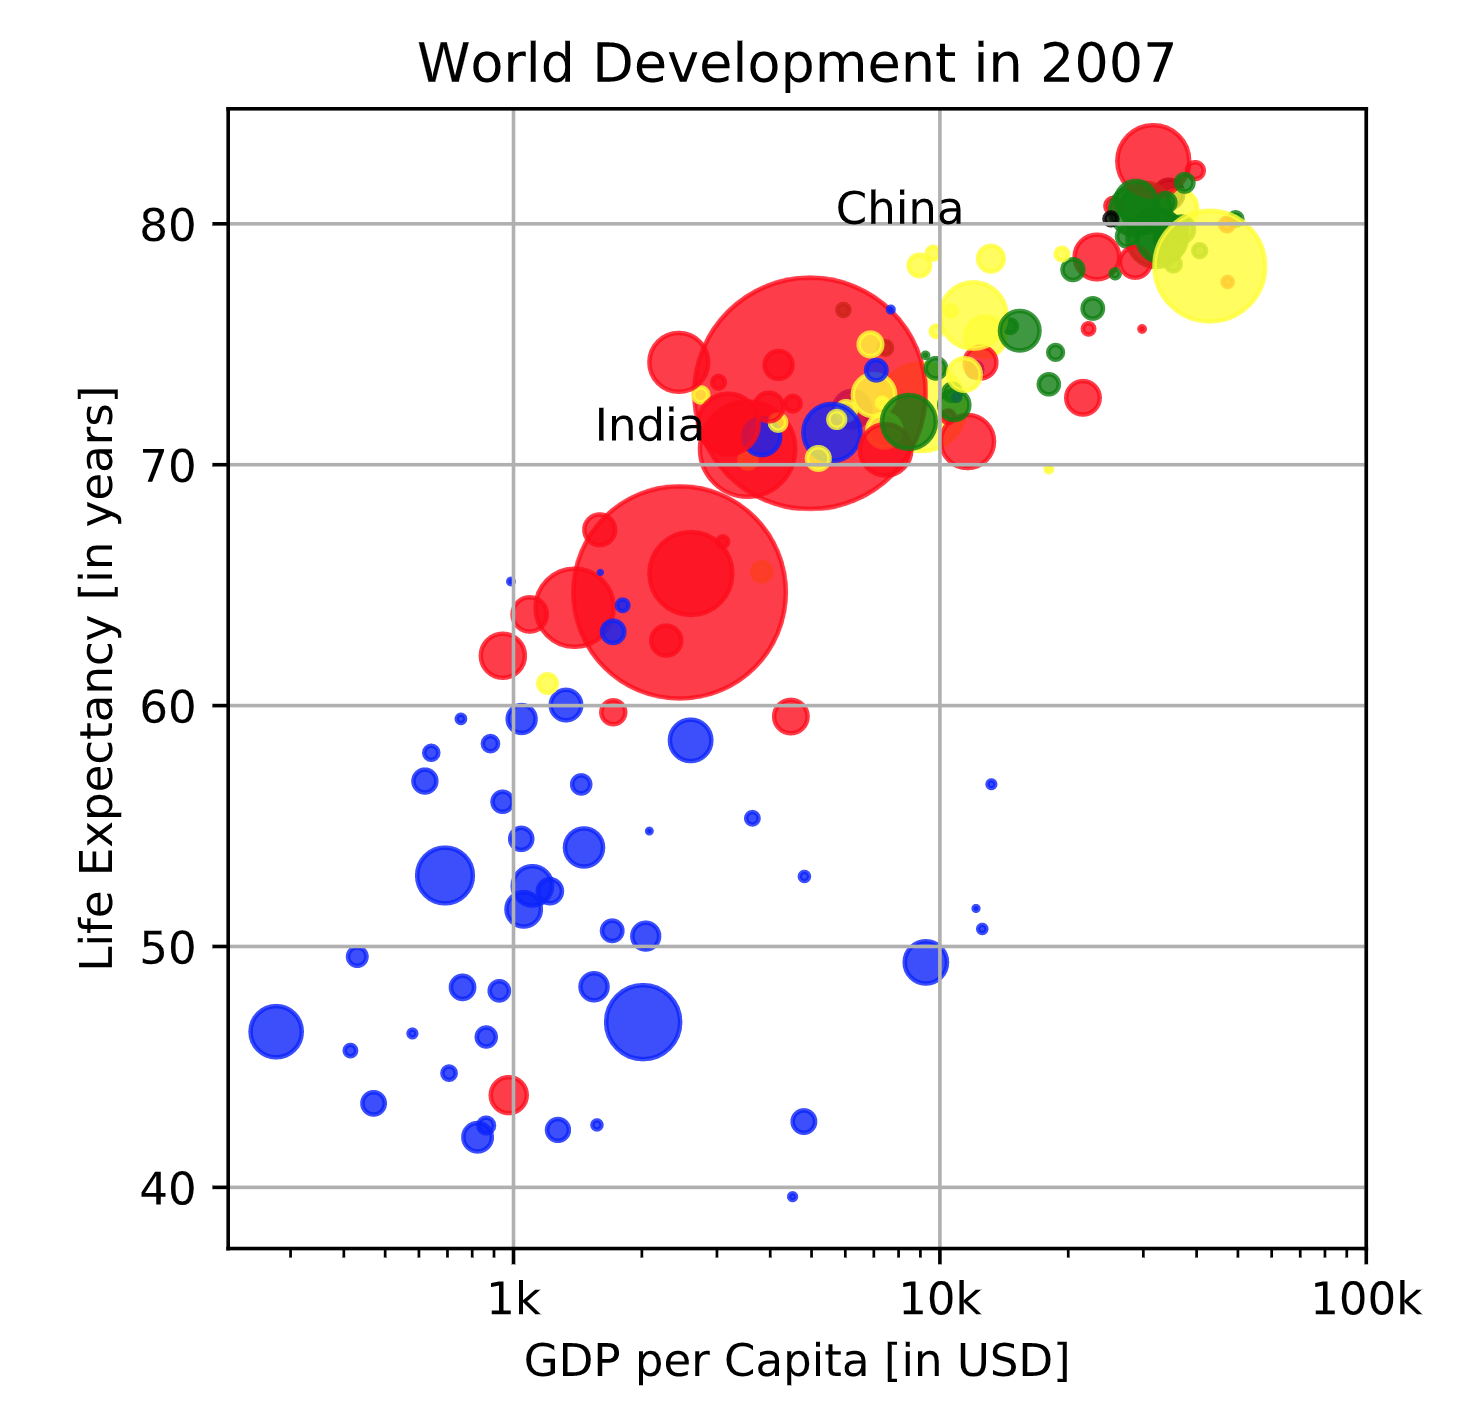 World Development in 2007
Life Expectancy [in years]
80
70
60
50
40
China
India
1k
10k
100k
GDP per Capita [in USD]